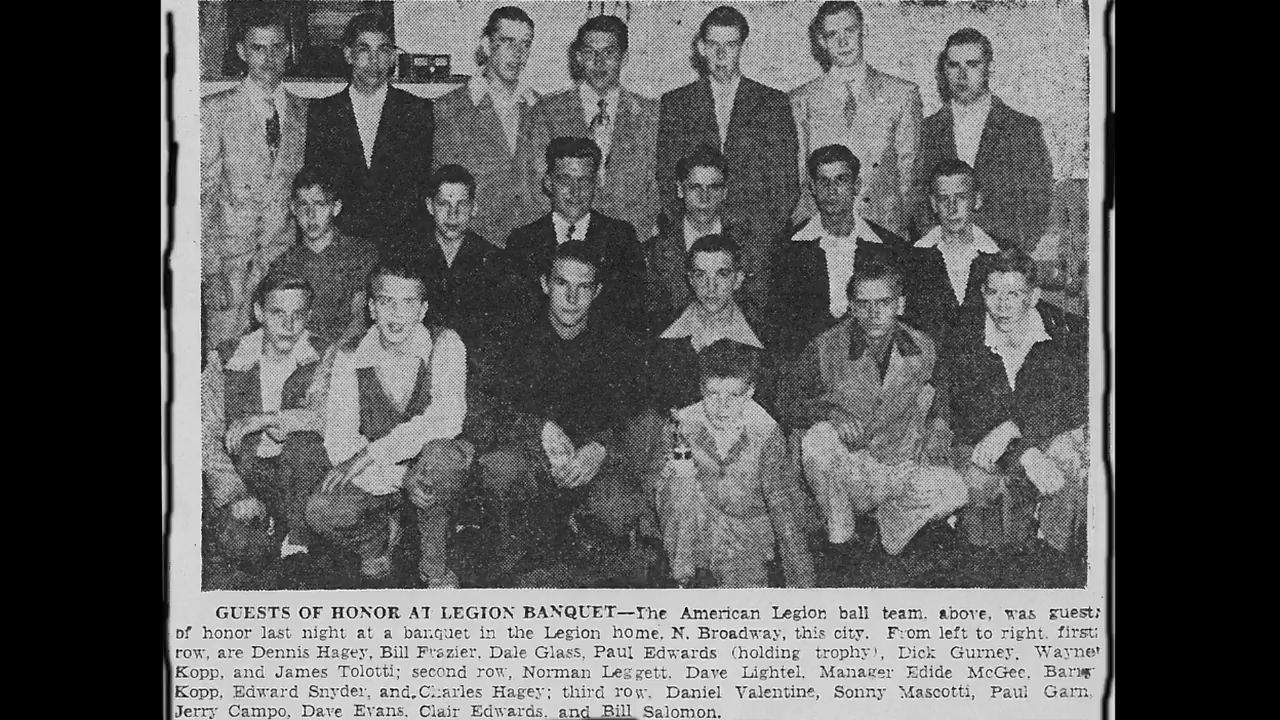 GUESTS OF HONOR AT LEGION BANQUET—The American Legion ball team, above, was guests
of honor last night at a banquet in the Legion home, N. Broadway, this city. From left to right, first
row, are Dennis Hagey, Bill Frazier, Dale Glass, Paul Edwards (holding trophy), Dick Gurney, Wayne
Kopp, and James Tolotti; second row, Norman Leggett, Dave Lightel, Manager Edide McGee, Barry
Kopp, Edward Snyder, and Charles Hagey; third row, Daniel Valentine, Sonny Mascotti, Paul Garn,
Jerry Campo, Dave Evans, Clair Edwards, and Bill Salomon.